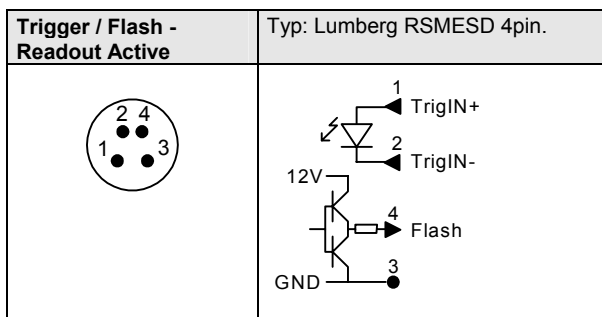 Trigger / Flash -
Readout Active
Typ: Lumberg RSMESD 4pin.
2 4
1 3
1
TrigIN+
2
TrigIN-
12V
4
Flash
3
GND